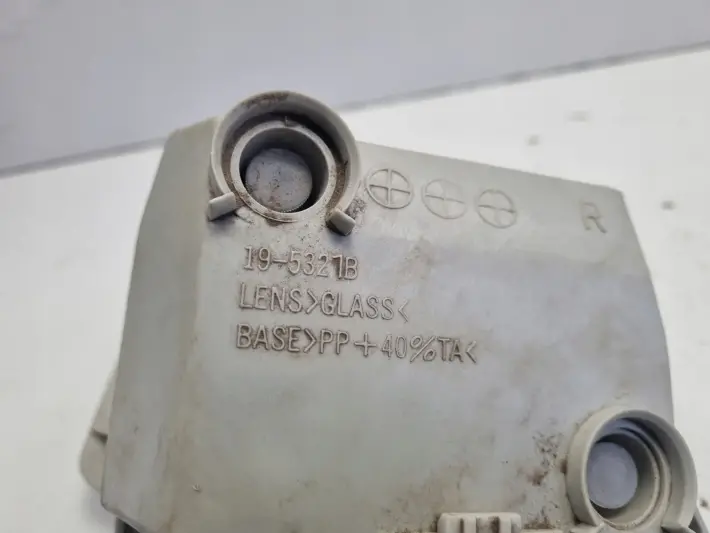 R
19-5321B
LENS>GLASS<
BASE>PP+40%TA<